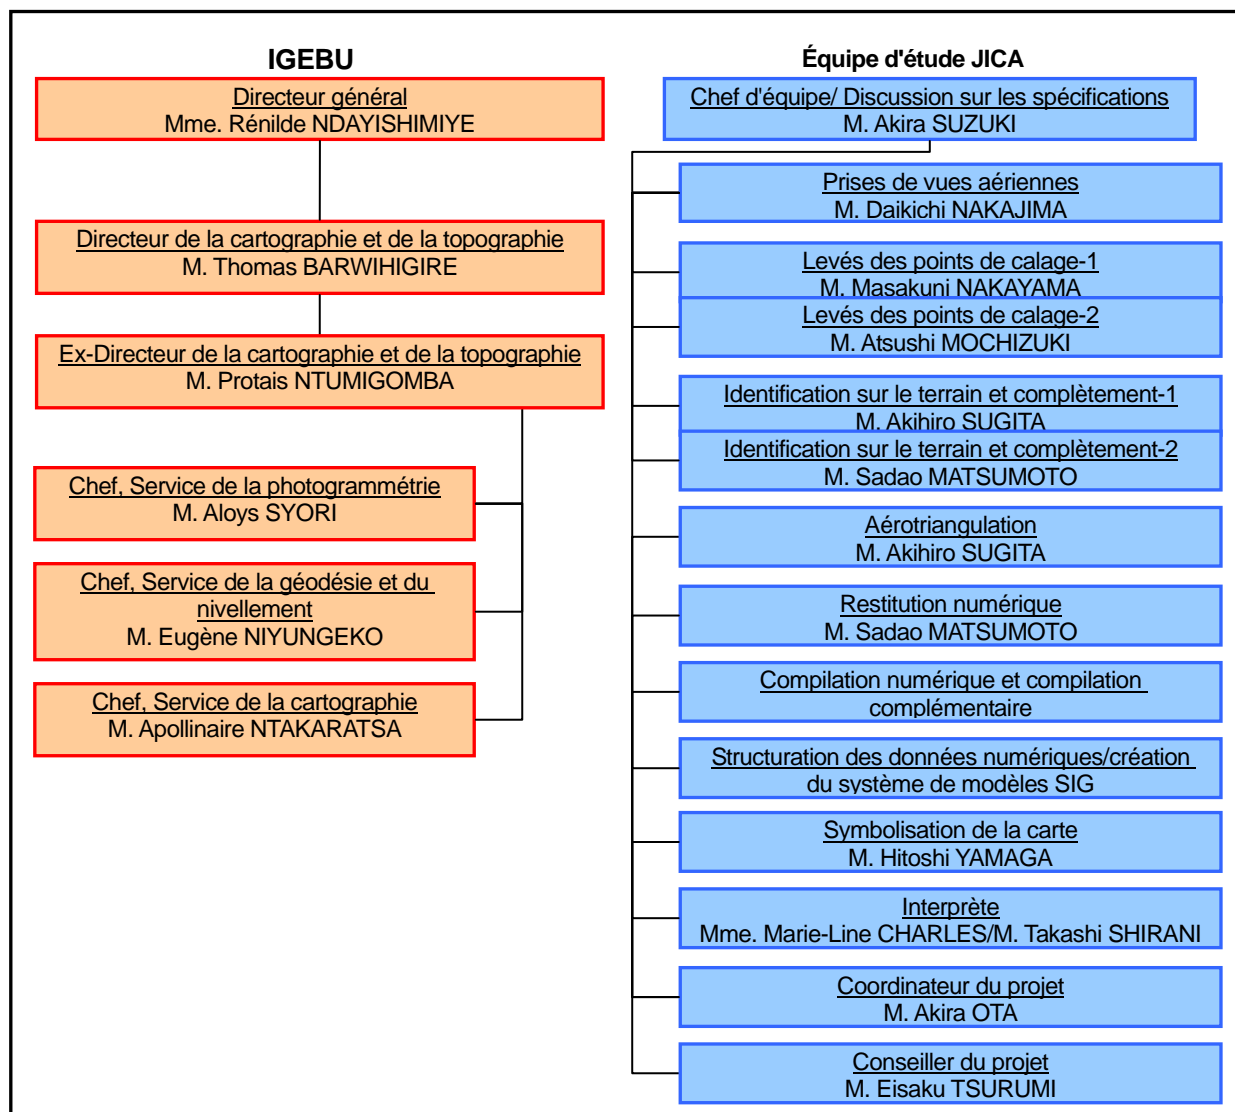 IGEBU
Directeur général
Mme. Rénilde NDAYISHIMIYE
Directeur de la cartographie et de la topographie
M. Thomas BARWIHIGIRE
Ex-Directeur de la cartographie et de la topographie
M. Protais NTUMIGOMBA
Chef, Service de la photogrammétrie
M. Aloys SYORI
Chef, Service de la géodésie et du
nivellement
M. Eugène NIYUNGEKO
Chef, Service de la cartographie
M. Apollinaire NTAKARATSA
Équipe d'étude JICA
Chef d'équipe/ Discussion sur les spécifications
M. Akira SUZUKI
Prises de vues aériennes
M. Daikichi NAKAJIMA
Levés des points de calage-1
M. Masakuni NAKAYAMA
Levés des points de calage-2
M. Atsushi MOCHIZUKI
Identification sur le terrain et complètement-1
M. Akihiro SUGITA
Identification sur le terrain et complètement-2
M. Sadao MATSUMOTO
Aérotriangulation
M. Akihiro SUGITA
Restitution numérique
M. Sadao MATSUMOTO
Compilation numérique et compilation
complémentaire
Structuration des données numériques/création
du système de modèles SIG
Symbolisation de la carte
M. Hitoshi YAMAGA
Interprète
Mme. Marie-Line CHARLES/M. Takashi SHIRANI
Coordinateur du projet
M. Akira OTA
Conseiller du projet
M. Eisaku TSURUMI